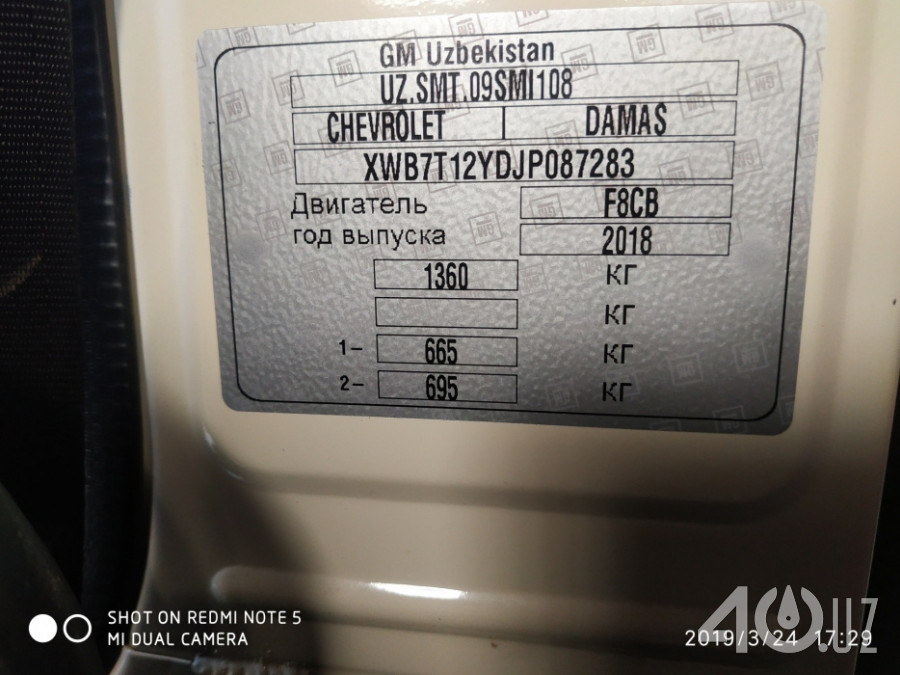 GM Uzbekistan
UZ.SMT.09SMI108
CHEVROLET DAMAS
XWB7T12YDJP087283
Двигатель F8CB
год выпуска 2018
1360 КГ
КГ
1- 665 КГ
2- 695 КГ
SHOT ON REDMI NOTE 5
MI DUAL CAMERA
2019/3/24 17:29